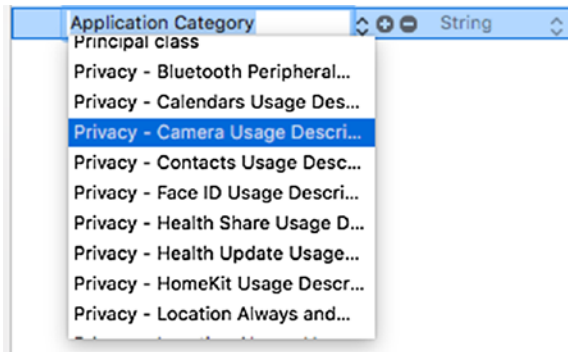 Application Category String
Principal class
Privacy - Bluetooth Peripheral...
Privacy - Calendars Usage Des...
Privacy - Camera Usage Descri...
Privacy - Contacts Usage Desc...
Privacy - Face ID Usage Descri...
Privacy - Health Share Usage D...
Privacy - Health Update Usage...
Privacy - HomeKit Usage Descr...
Privacy - Location Always and...